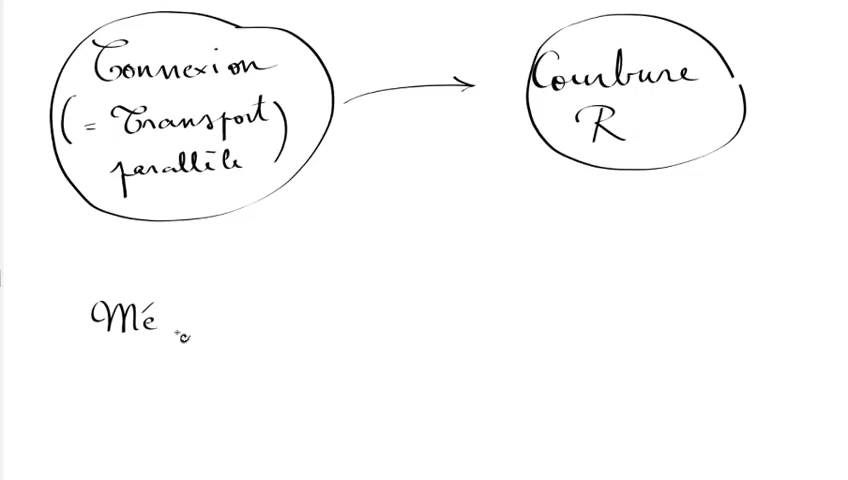 Connexion
(= Transport
parallèle)
Courbure
R
Mé